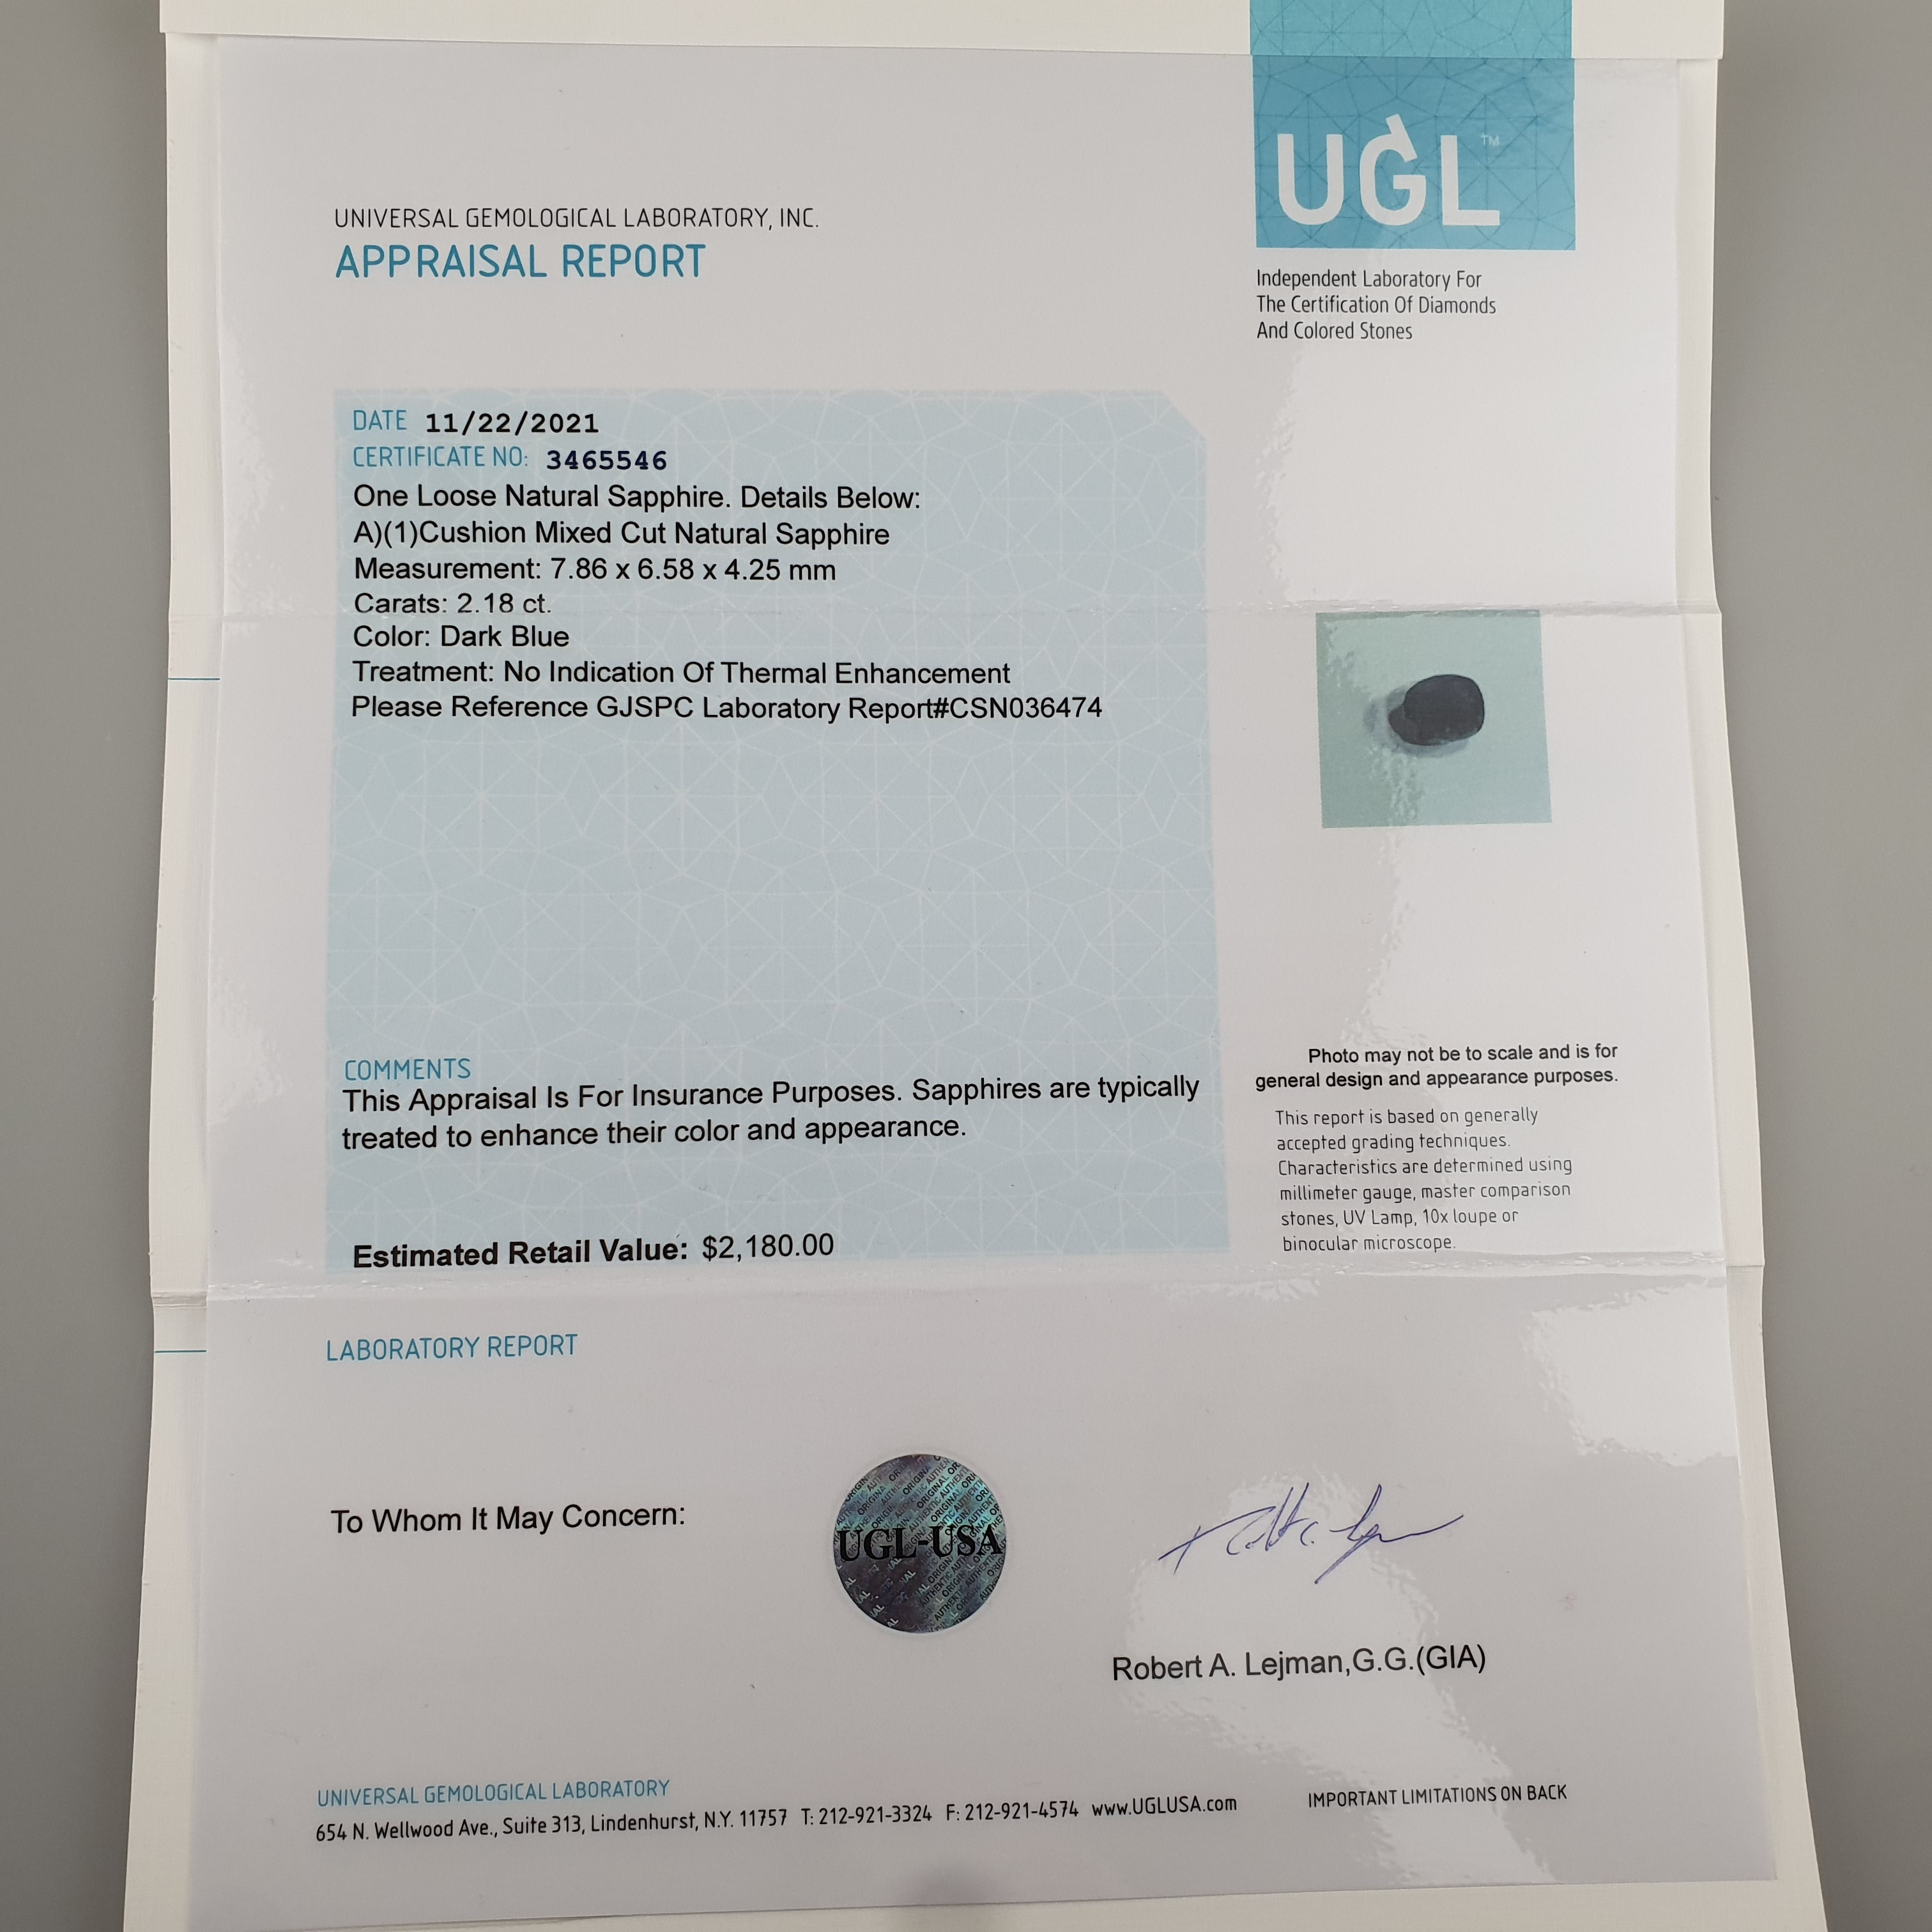 UGL™
UNIVERSAL GEMOLOGICAL LABORATORY, INC.
APPRAISAL REPORT
Independent Laboratory For
The Certification Of Diamonds
And Colored Stones
DATE 11/22/2021
CERTIFICATE NO: 3465546
One Loose Natural Sapphire. Details Below:
A)(1)Cushion Mixed Cut Natural Sapphire
Measurement: 7.86 x 6.58 x 4.25 mm
Carats: 2.18 ct.
Color: Dark Blue
Treatment: No Indication Of Thermal Enhancement
Please Reference GJSPC Laboratory Report#CSN036474
COMMENTS
This Appraisal Is For Insurance Purposes. Sapphires are typically
treated to enhance their color and appearance.
Estimated Retail Value: $2,180.00
Photo may not be to scale and is for
general design and appearance purposes.
This report is based on generally
accepted grading techniques.
Characteristics are determined using
millimeter gauge, master comparison
stones, UV Lamp, 10x loupe or
binocular microscope.
LABORATORY REPORT
To Whom It May Concern:
UGL-USA
Robert A. Lejman,G.G.(GIA)
UNIVERSAL GEMOLOGICAL LABORATORY
654 N. Wellwood Ave., Suite 313, Lindenhurst, N.Y. 11757 T: 212-921-3324 F: 212-921-4574 www.UGLUSA.com
IMPORTANT LIMITATIONS ON BACK